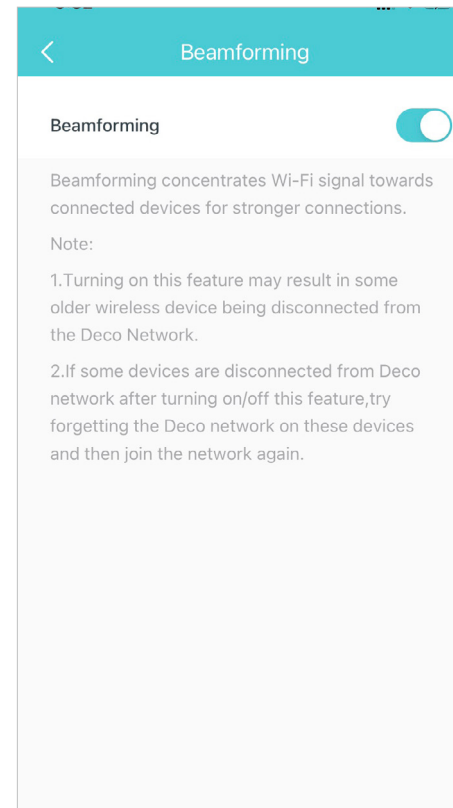 Beamforming
Beamforming
Beamforming concentrates Wi-Fi signal towards
connected devices for stronger connections.
Note:
1.Turning on this feature may result in some
older wireless device being disconnected from
the Deco Network.
2.If some devices are disconnected from Deco
network after turning on/off this feature,try
forgetting the Deco network on these devices
and then join the network again.